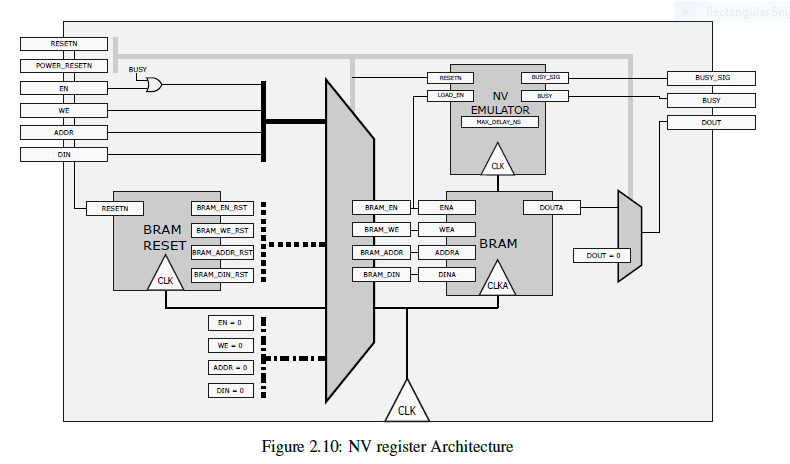 Rectangular Snip
RESETN
POWER_RESETN
EN
WE
ADDR
DIN
BUSY
RESETN
LOAD_EN
BUSY_SIG
BUSY
NV
EMULATOR
MAX_DELAY_NS
CLK
BUSY_SIG
BUSY
DOUT
RESETN
BRAM
RESET
CLK
BRAM_EN_RST
BRAM_WE_RST
BRAM_ADDR_RST
BRAM_DIN_RST
BRAM_EN
BRAM_WE
BRAM_ADDR
BRAM_DIN
ENA
WEA
ADDRA
DINA
BRAM
CLKA
DOUTA
DOUT = 0
EN = 0
WE = 0
ADDR = 0
DIN = 0
CLK
Figure 2.10: NV register Architecture